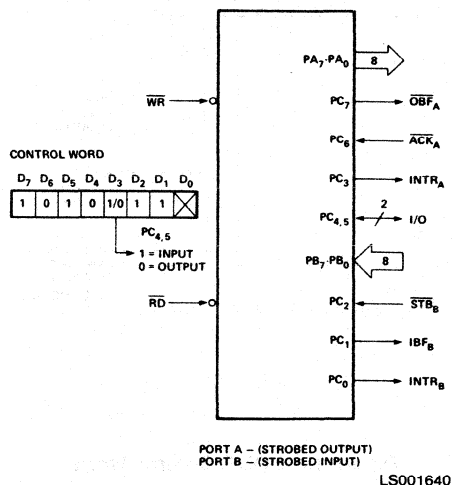 PA7-PA0 8
WR
PC7 OBFA
PC6 ACKA
CONTROL WORD
PC3 INTRA
D7 D6 D5 D4 D3 D2 D1 D0
1 0 1 0 1/0 1 1
2
PC4,5 I/O
PC4,5
1 = INPUT
0 = OUTPUT
PB7-PB0 8
RD
PC2 STBB
PC1 IBFB
PC0 INTRB
PORT A – (STROBED OUTPUT)
PORT B – (STROBED INPUT)
LS001640